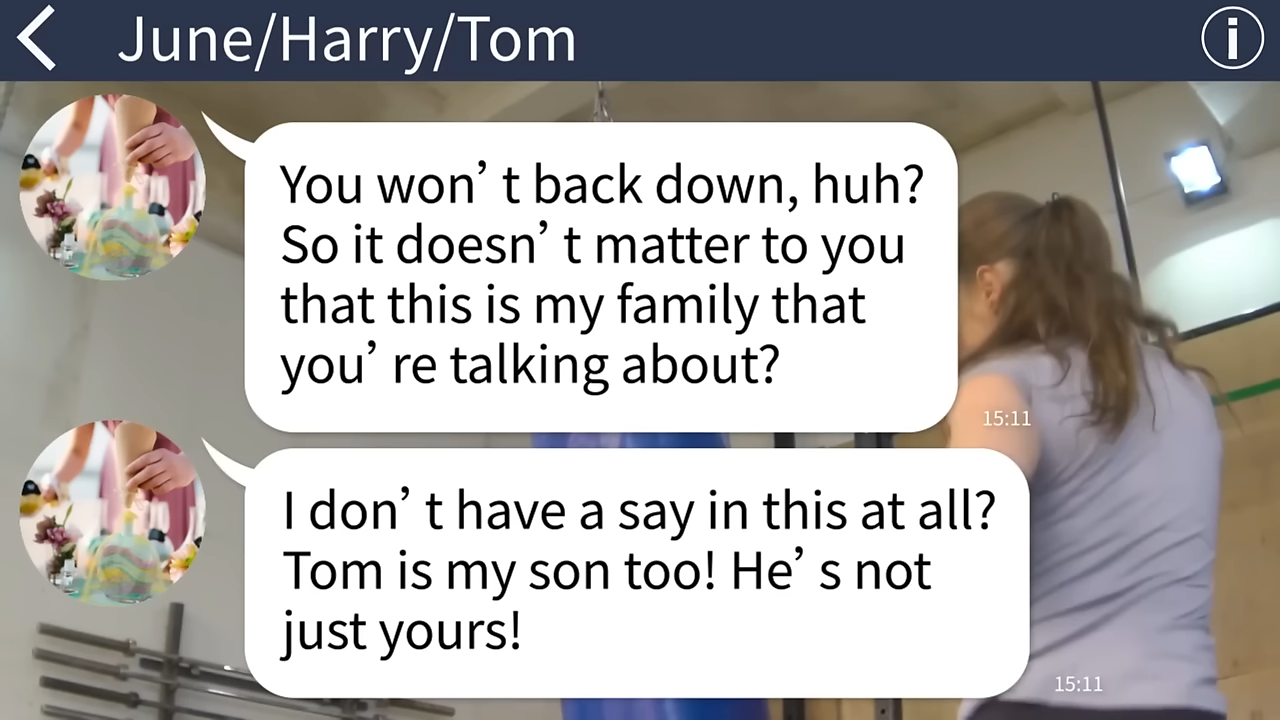 June/Harry/Tom
You won’t back down, huh?
So it doesn’t matter to you
that this is my family that
you’re talking about?
15:11
I don’t have a say in this at all?
Tom is my son too! He’s not
just yours!
15:11